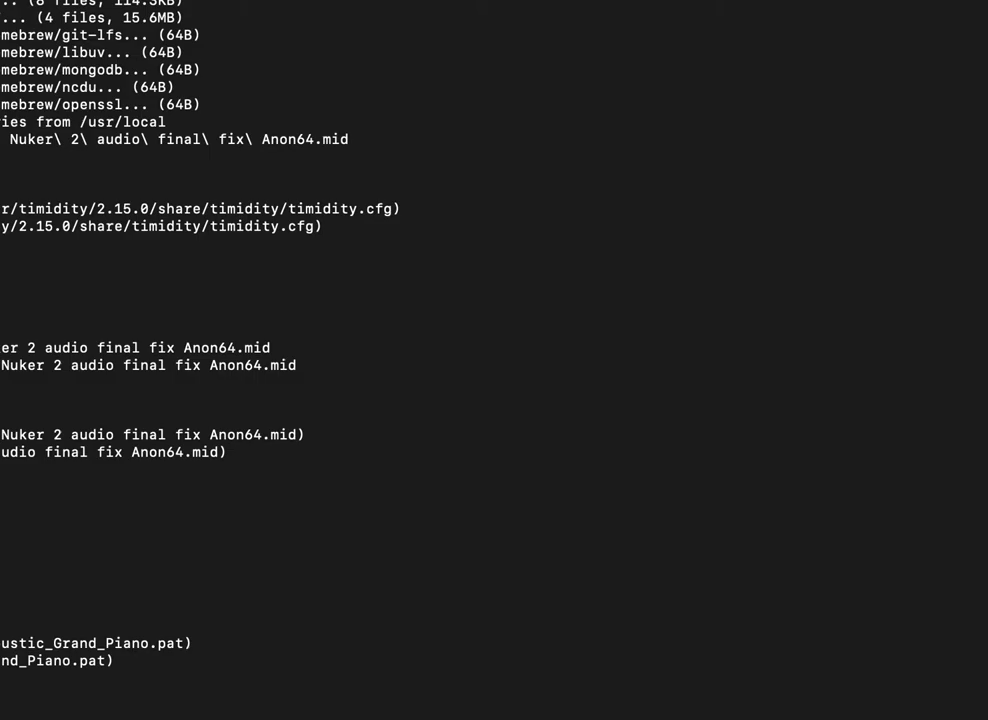 .. (8 files, 114.3KB)
... (4 files, 15.6MB)
mebrew/git-lfs... (64B)
mebrew/libuv... (64B)
mebrew/mongodb... (64B)
mebrew/ncdu... (64B)
mebrew/openssl... (64B)
ies from /usr/local
Nuker\ 2\ audio\ final\ fix\ Anon64.mid
r/timidity/2.15.0/share/timidity/timidity.cfg)
y/2.15.0/share/timidity/timidity.cfg)
er 2 audio final fix Anon64.mid
Nuker 2 audio final fix Anon64.mid
Nuker 2 audio final fix Anon64.mid)
udio final fix Anon64.mid)
ustic_Grand_Piano.pat)
nd_Piano.pat)